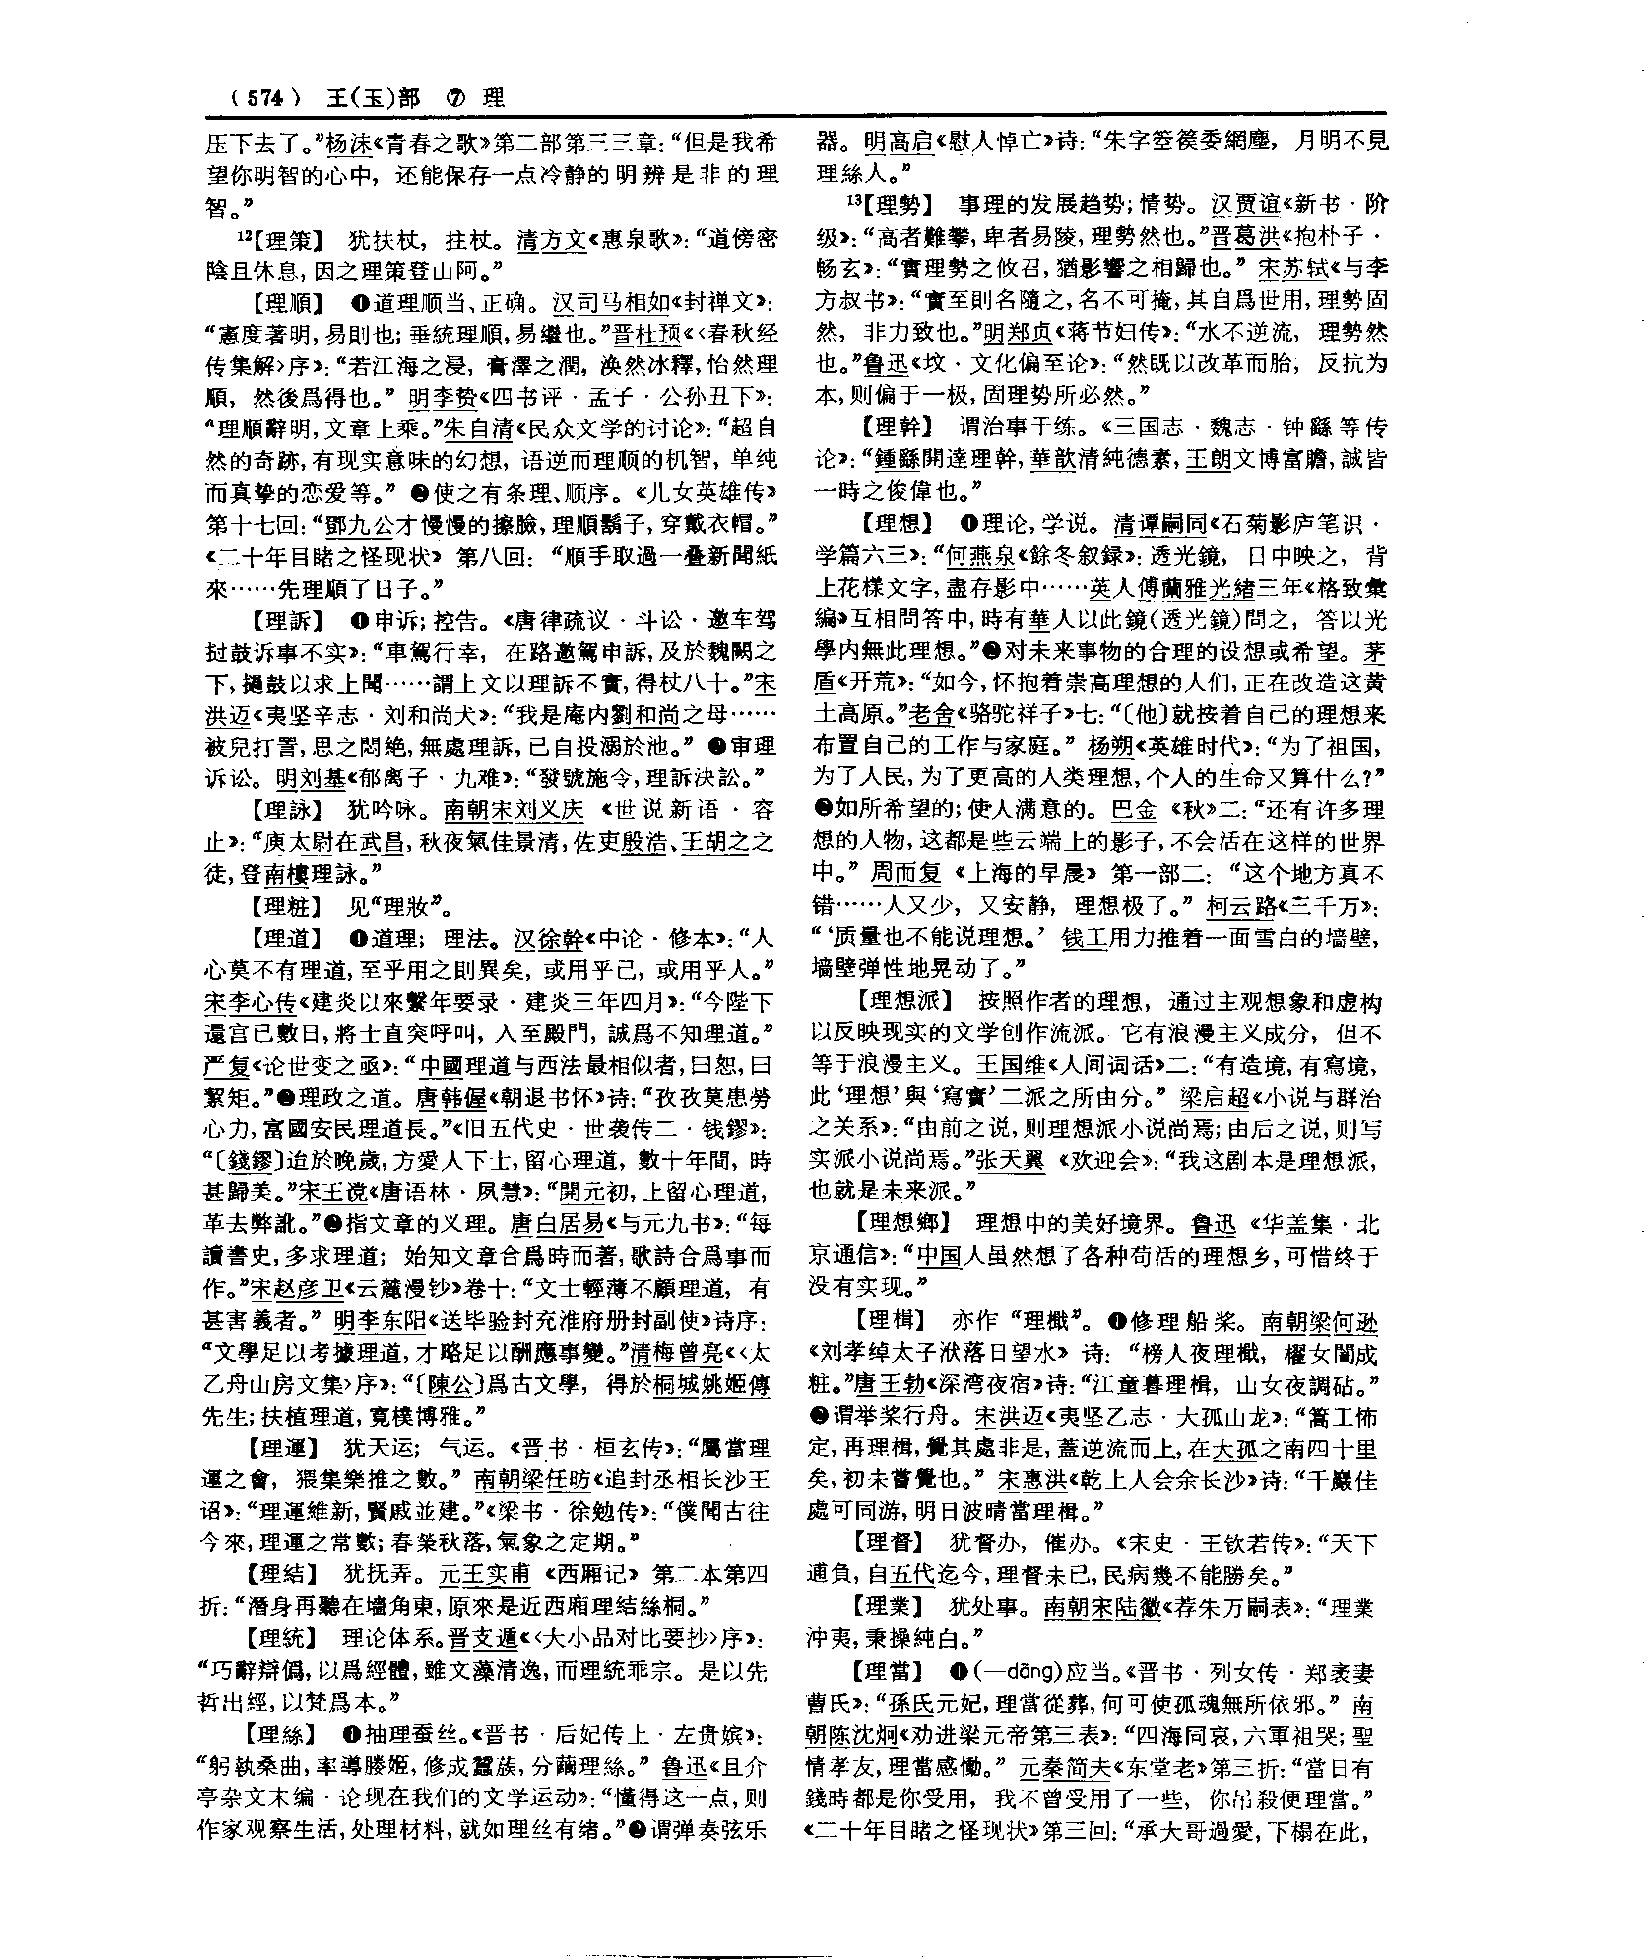 (574) 王(玉)部 ⑦ 理
压下去了。”杨沫《青春之歌》第二部第三三章:“但是我希
望你明智的心中，还能保存一点冷静的明辨是非的理
智。”
12【理策】 犹扶杖，拄杖。清方文《惠泉歌》:“道傍密
陰且休息,因之理策登山阿。”
【理順】 ❶道理顺当、正确。汉司马相如《封禅文》:
“憲度著明,易則也; 垂統理順,易繼也。”晋杜预《〈春秋经
传集解〉序》:“若江海之浸，膏澤之潤，渙然冰釋,怡然理
順，然後爲得也。” 明李贽《四书评·孟子·公孙丑下》:
“理順辭明,文章上乘。”朱自清《民众文学的讨论》:“超自
然的奇跡,有现实意味的幻想，语逆而理顺的机智，单纯
而真挚的恋爱等。” ❷使之有条理、顺序。《儿女英雄传》
第十七回:“鄧九公才慢慢的擦臉,理順鬍子,穿戴衣帽。”
《二十年目睹之怪现状》第八回: “順手取過一叠新聞紙
來……先理順了日子。”
【理訴】 ❶申诉; 控告。《唐律疏议·斗讼·邀车驾
挝鼓诉事不实》:“車駕行幸，在路邀駕申訴,及於魏闕之
下,撾鼓以求上聞……謂上文以理訴不實,得杖八十。”宋
洪迈《夷坚辛志·刘和尚犬》:“我是庵内劉和尚之母……
被兒打詈,思之悶絶,無處理訴,已自投溺於池。” ❷审理
诉讼。明刘基《郁离子·九难》:“發號施令,理訴決訟。”
【理詠】 犹吟咏。南朝宋刘义庆《世说新语·容
止》:“庾太尉在武昌,秋夜氣佳景清,佐吏殷浩、王胡之之
徒,登南樓理詠。”
【理粧】 见“理妝”。
【理道】 ❶道理; 理法。汉徐幹《中论·修本》:“人
心莫不有理道,至乎用之則異矣，或用乎己，或用乎人。”
宋李心传《建炎以來繫年要录·建炎三年四月》:“今陛下
還宫已數日,將士直突呼叫，入至殿門，誠爲不知理道。”
严复《论世变之亟》:“中國理道与西法最相似者,曰恕,曰
絜矩。”❷理政之道。唐韩偓《朝退书怀》诗:“孜孜莫患勞
心力,富國安民理道長。”《旧五代史·世袭传二·钱鏐》:
“〔錢鏐〕迨於晚歲,方愛人下士,留心理道，數十年間，時
甚歸美。”宋王谠《唐语林·夙慧》:“開元初,上留心理道,
革去弊訛。”❸指文章的义理。唐白居易《与元九书》:“每
讀書史,多求理道; 始知文章合爲時而著,歌詩合爲事而
作。”宋赵彦卫《云麓漫钞》卷十:“文士輕薄不顧理道，有
甚害義者。” 明李东阳《送毕验封充淮府册封副使》诗序:
“文學足以考據理道,才略足以酬應事變。”清梅曾亮《〈太
乙舟山房文集〉序》:“〔陳公〕爲古文學，得於桐城姚姬傳
先生;扶植理道,寬樸博雅。”
【理運】 犹天运; 气运。《晋书·桓玄传》:“屬當理
運之會，猥集樂推之數。” 南朝梁任昉《追封丞相长沙王
诏》:“理運維新,賢戚並建。”《梁书·徐勉传》:“僕聞古往
今來,理運之常數;春榮秋落,氣象之定期。”
【理结】 犹抚弄。元王实甫《西厢记》第二本第四
折:“潛身再聽在墻角東,原來是近西廂理结絲桐。”
【理統】 理论体系。晋支遁《〈大小品对比要抄〉序》:
“巧辭辯僞,以爲經體,雖文藻清逸,而理統乖宗。是以先
哲出經,以梵爲本。”
【理絲】 ❶抽理蚕丝。《晋书·后妃传上·左贵嫔》:
“躬執桑曲,率導媵姬,修成蠶蔟,分繭理絲。” 鲁迅《且介
亭杂文末编·论现在我们的文学运动》:“懂得这一点,则
作家观察生活,处理材料,就如理丝有绪。”❷谓弹奏弦乐
器。明高启《慰人悼亡》诗:“朱字箜篌委網塵，月明不見
理絲人。”
13【理勢】 事理的发展趋势;情势。汉贾谊《新书·阶
级》:“高者難攀,卑者易陵,理勢然也。”晋葛洪《抱朴子·
畅玄》:“實理勢之攸召,猶影響之相歸也。” 宋苏轼《与李
方叔书》:“實至則名隨之,名不可掩,其自爲世用,理勢固
然，非力致也。”明郑贞《蒋节妇传》:“水不逆流，理勢然
也。”鲁迅《坟·文化偏至论》:“然既以改革而胎，反抗为
本,则偏于一极,固理势所必然。”
【理幹】 谓治事干练。《三国志·魏志·钟繇等传
论》:“鍾繇開達理幹,華歆清純德素,王朗文博富贍,誠皆
一時之俊偉也。”
【理想】 ❶理论,学说。清谭嗣同《石菊影庐笔识·
学篇六三》:“何燕泉《餘冬叙録》: 透光鏡，日中映之，背
上花樣文字,盡存影中……英人傅蘭雅光緒三年《格致彙
編》互相問答中,時有華人以此鏡(透光鏡)問之，答以光
學内無此理想。”❷对未来事物的合理的设想或希望。茅
盾《开荒》:“如今,怀抱着崇高理想的人们,正在改造这黄
土高原。”老舍《骆驼祥子》七:“〔他〕就按着自己的理想来
布置自己的工作与家庭。” 杨朔《英雄时代》:“为了祖国,
为了人民,为了更高的人类理想,个人的生命又算什么?”
❸如所希望的;使人满意的。巴金《秋》二:“还有许多理
想的人物,这都是些云端上的影子,不会活在这样的世界
中。” 周而复《上海的早晨》第一部二: “这个地方真不
错……人又少，又安静，理想极了。” 柯云路《三千万》:
“‘质量也不能说理想。’ 钱工用力推着一面雪白的墙壁,
墙壁弹性地晃动了。”
【理想派】 按照作者的理想，通过主观想象和虚构
以反映现实的文学创作流派。它有浪漫主义成分，但不
等于浪漫主义。王国维《人间词话》二:“有造境,有寫境,
此‘理想’與‘寫實’二派之所由分。” 梁启超《小说与群治
之关系》:“由前之说,则理想派小说尚焉;由后之说,则写
实派小说尚焉。”张天翼《欢迎会》:“我这剧本是理想派,
也就是未来派。”
【理想鄉】 理想中的美好境界。鲁迅《华盖集·北
京通信》:“中国人虽然想了各种苟活的理想乡,可惜终于
没有实现。”
【理楫】 亦作“理檝”。❶修理船桨。南朝梁何逊
《刘孝绰太子洑落日望水》诗: “榜人夜理檝，櫂女闇成
粧。”唐王勃《深湾夜宿》诗:“江童暮理楫，山女夜調砧。”
❷谓举桨行舟。宋洪迈《夷坚乙志·大孤山龙》:“篙工怖
定,再理楫,覺其處非是,蓋逆流而上,在大孤之南四十里
矣,初未嘗覺也。” 宋惠洪《乾上人会余长沙》诗:“千巖佳
處可同游,明日波晴當理楫。”
【理督】 犹督办，催办。《宋史·王钦若传》:“天下
逋負,自五代迄今,理督未已,民病幾不能勝矣。”
【理業】 犹处事。南朝宋陆徽《荐朱万嗣表》:“理業
沖夷,秉操純白。”
【理當】 ❶(—dāng)应当。《晋书·列女传·郑袤妻
曹氏》:“孫氏元妃,理當從葬,何可使孤魂無所依邪。” 南
朝陈沈炯《劝进梁元帝第三表》:“四海同哀,六軍祖哭;聖
情孝友,理當感慟。” 元秦简夫《东堂老》第三折:“當日有
錢時都是你受用，我不曾受用了一些，你吊殺便理當。”
《二十年目睹之怪现状》第三回:“承大哥過愛,下榻在此,